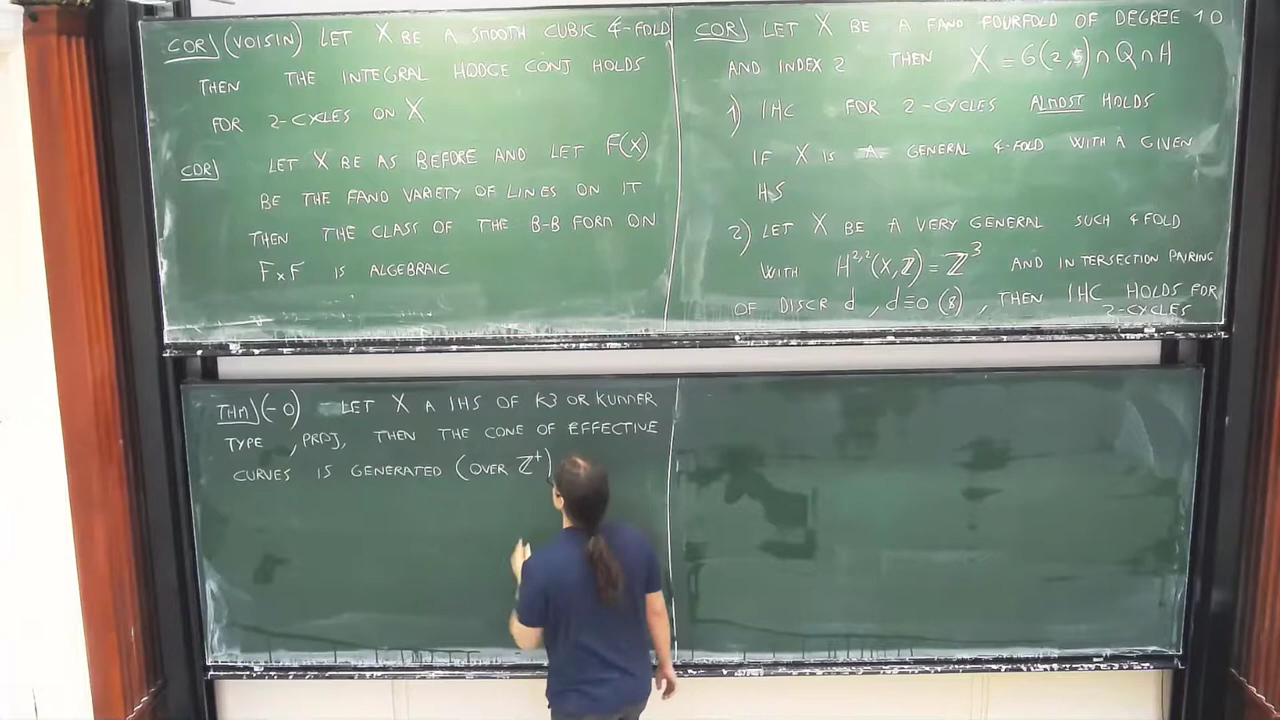 COR) (VOISIN) LET X BE A SMOOTH CUBIC 4-FOLD
THEN THE INTEGRAL HODGE CONJ HOLDS
FOR 2-CYCLES ON X
COR) LET X BE AS BEFORE AND LET F(X)
BE THE FANO VARIETY OF LINES ON IT
THEN THE CLASS OF THE B-B FORM ON
F×F IS ALGEBRAIC
COR) LET X BE A FANO FOURFOLD OF DEGREE 10
AND INDEX 2 THEN X = G(2,5) ∩ Q ∩ H
1) IHC FOR 2-CYCLES ALMOST HOLDS
IF X IS A GENERAL 4-FOLD WITH A GIVEN
HS
2) LET X BE A VERY GENERAL SUCH 4FOLD
WITH H^{2,2}(X,ℤ) = ℤ^3 AND INTERSECTION PAIRING
OF DISCR d, d≡0 (8), THEN IHC HOLDS FOR
2-CYCLES
THM) (-0) LET X A IHS OF K3 OR KUMMER
TYPE, PROJ, THEN THE CONE OF EFFECTIVE
CURVES IS GENERATED (OVER ℤ^+)